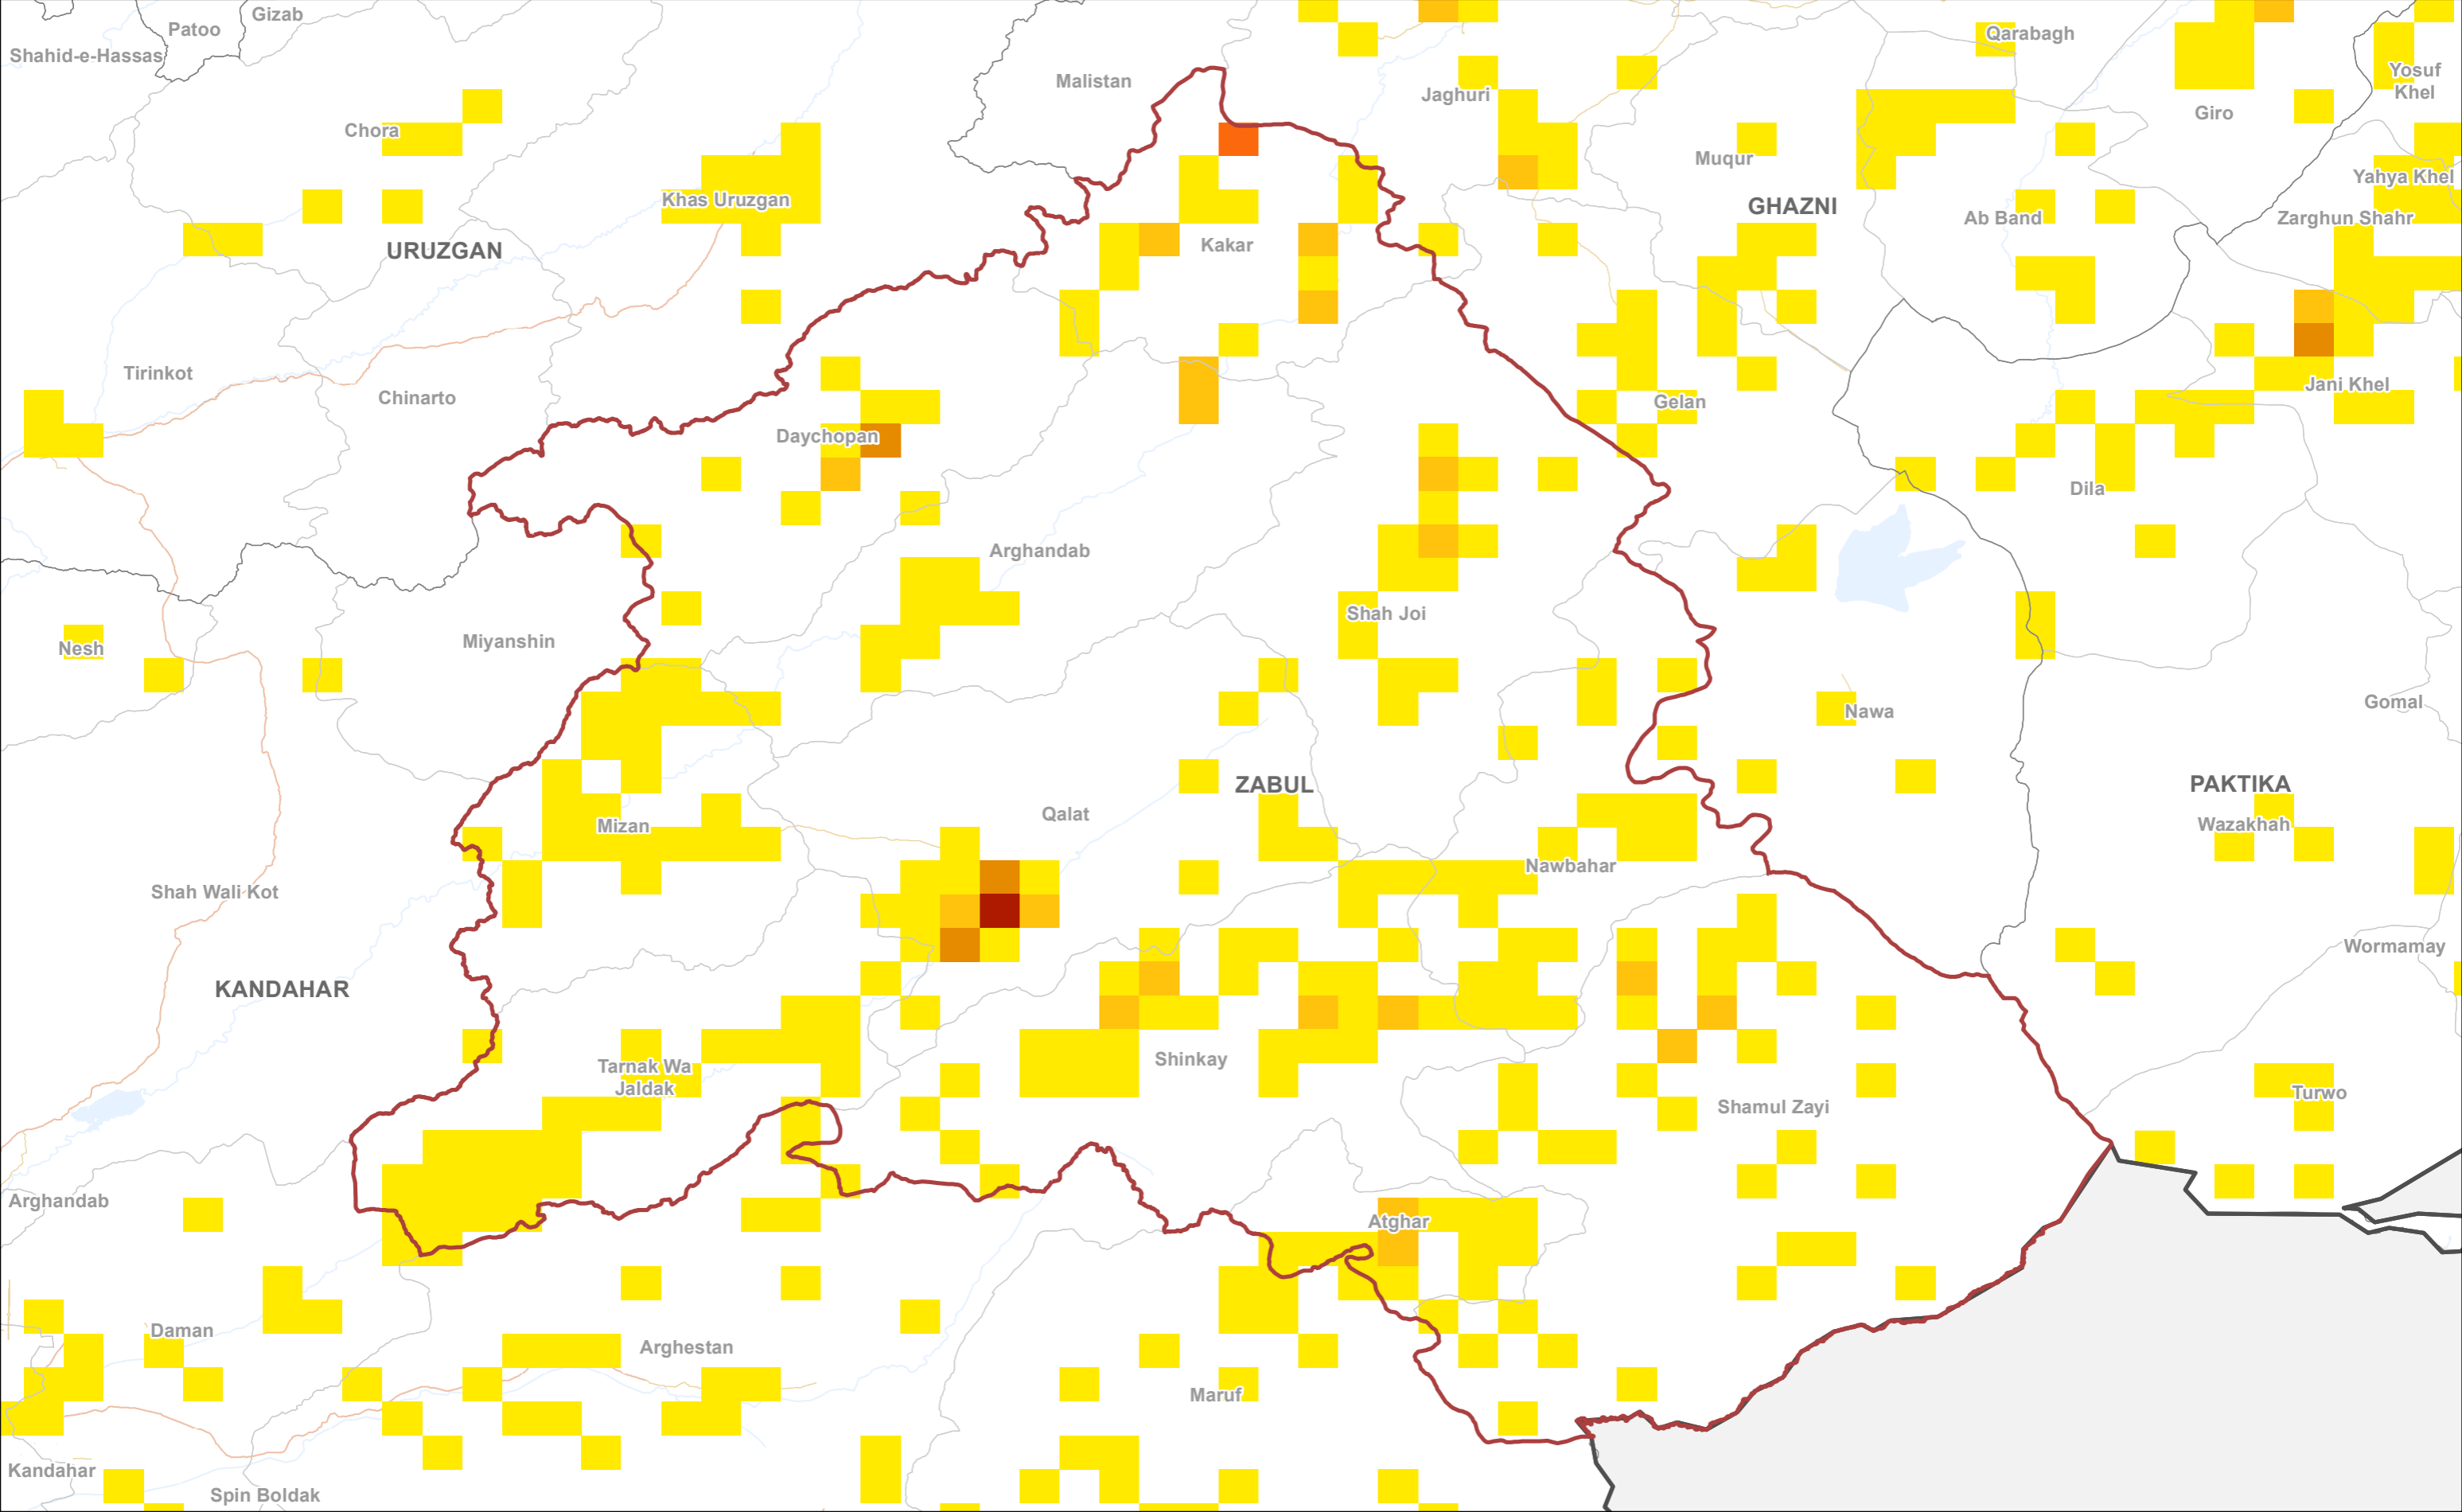 Gizab
Patoo
Shahid-e-Hassas
Qarabagh
Yosuf
Khel
Malistan
Jaghuri
Giro
Chora
Muqur
Yahya Khel
Khas Uruzgan
GHAZNI
Ab Band
Zarghun Shahr
URUZGAN
Kakar
Tirinkot
Chinarto
Jani Khel
Gelan
Daychopan
Dila
Arghandab
Shah Joi
Nesh
Miyanshin
Gomal
Nawa
ZABUL
PAKTIKA
Qalat
Mizan
Wazakhah
Nawbahar
Shah Wali Kot
Wormamay
KANDAHAR
Shinkay
Tarnak Wa
Jaldak
Turwo
Shamul Zayi
Arghandab
Atghar
Daman
Arghestan
Maruf
Kandahar
Spin Boldak